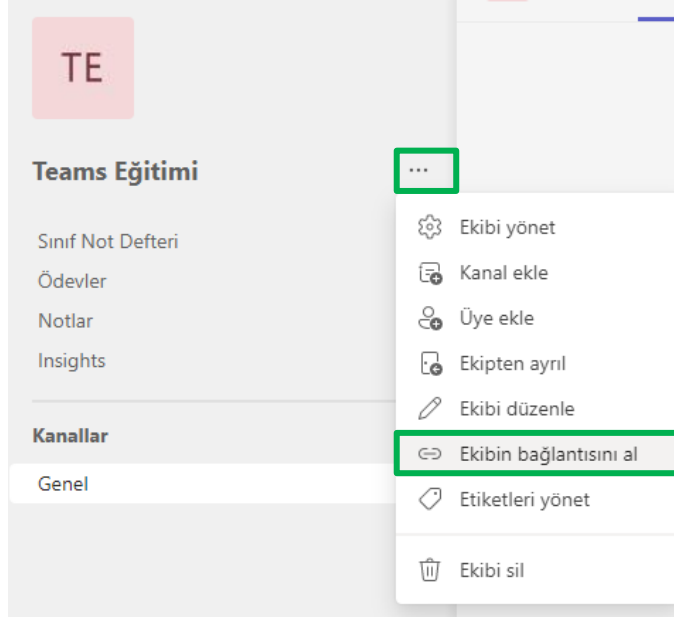 TE
Teams Eğitimi
...
Sınıf Not Defteri
Ödevler
Notlar
Insights
Kanallar
Genel
Ekibi yönet
Kanal ekle
Üye ekle
Ekipten ayrıl
Ekibi düzenle
Ekibin bağlantısını al
Etiketleri yönet
Ekibi sil